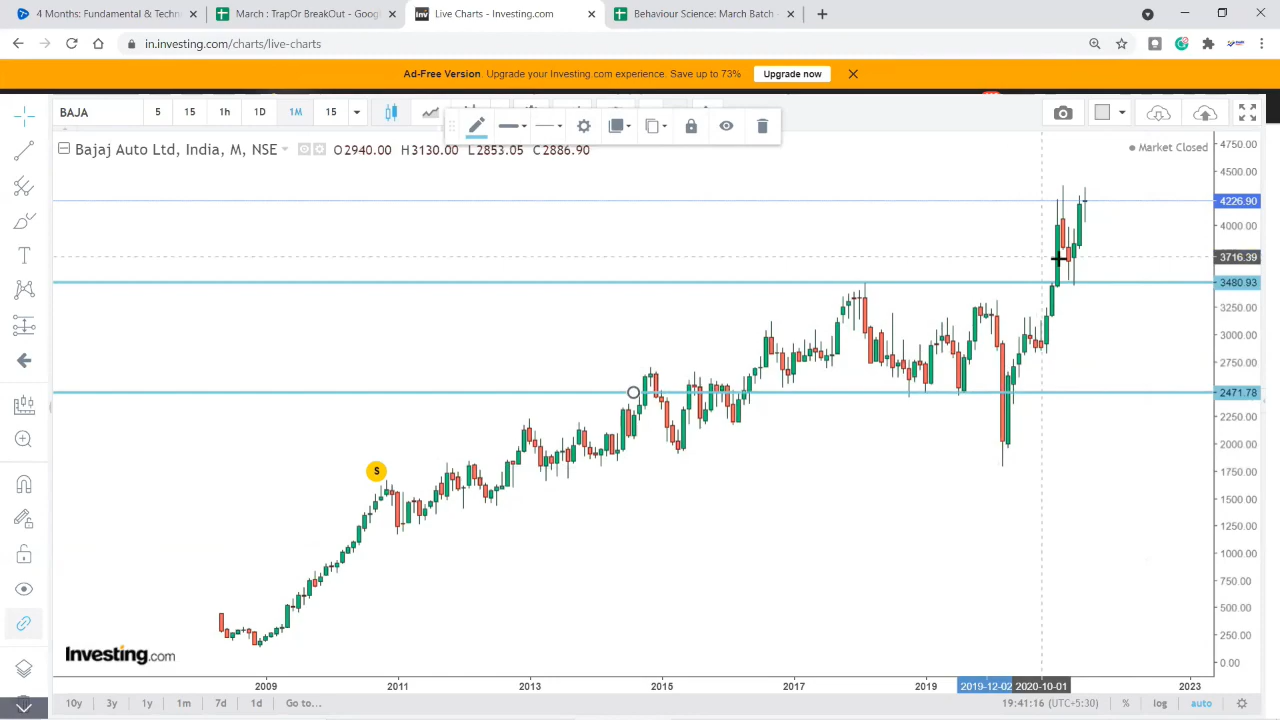 4 Months: Fundamental & Techn
March : TrapOr BreakOut - Goog
Live Charts - Investing.com
Behaviour Science: March Batch -
in.investing.com/charts/live-charts
Ad-Free Version. Upgrade your Investing.com experience. Save up to 73% Upgrade now
BAJA 5 15 1h 1D 1M 15
Bajaj Auto Ltd, India, M, NSE O2940.00 H3130.00 L2853.05 C2886.90
Market Closed
4750.00
4500.00
4226.90
4000.00
3716.39
3480.93
3250.00
3000.00
2750.00
2471.78
2250.00
2000.00
1750.00
1500.00
1250.00
1000.00
750.00
500.00
250.00
0.00
S
Investing.com
2009 2011 2013 2015 2017 2019 2019-12-02 2020-10-01 2023
10y 3y 1y 1m 7d 1d Go to... 19:41:16 (UTC+5:30) % log auto